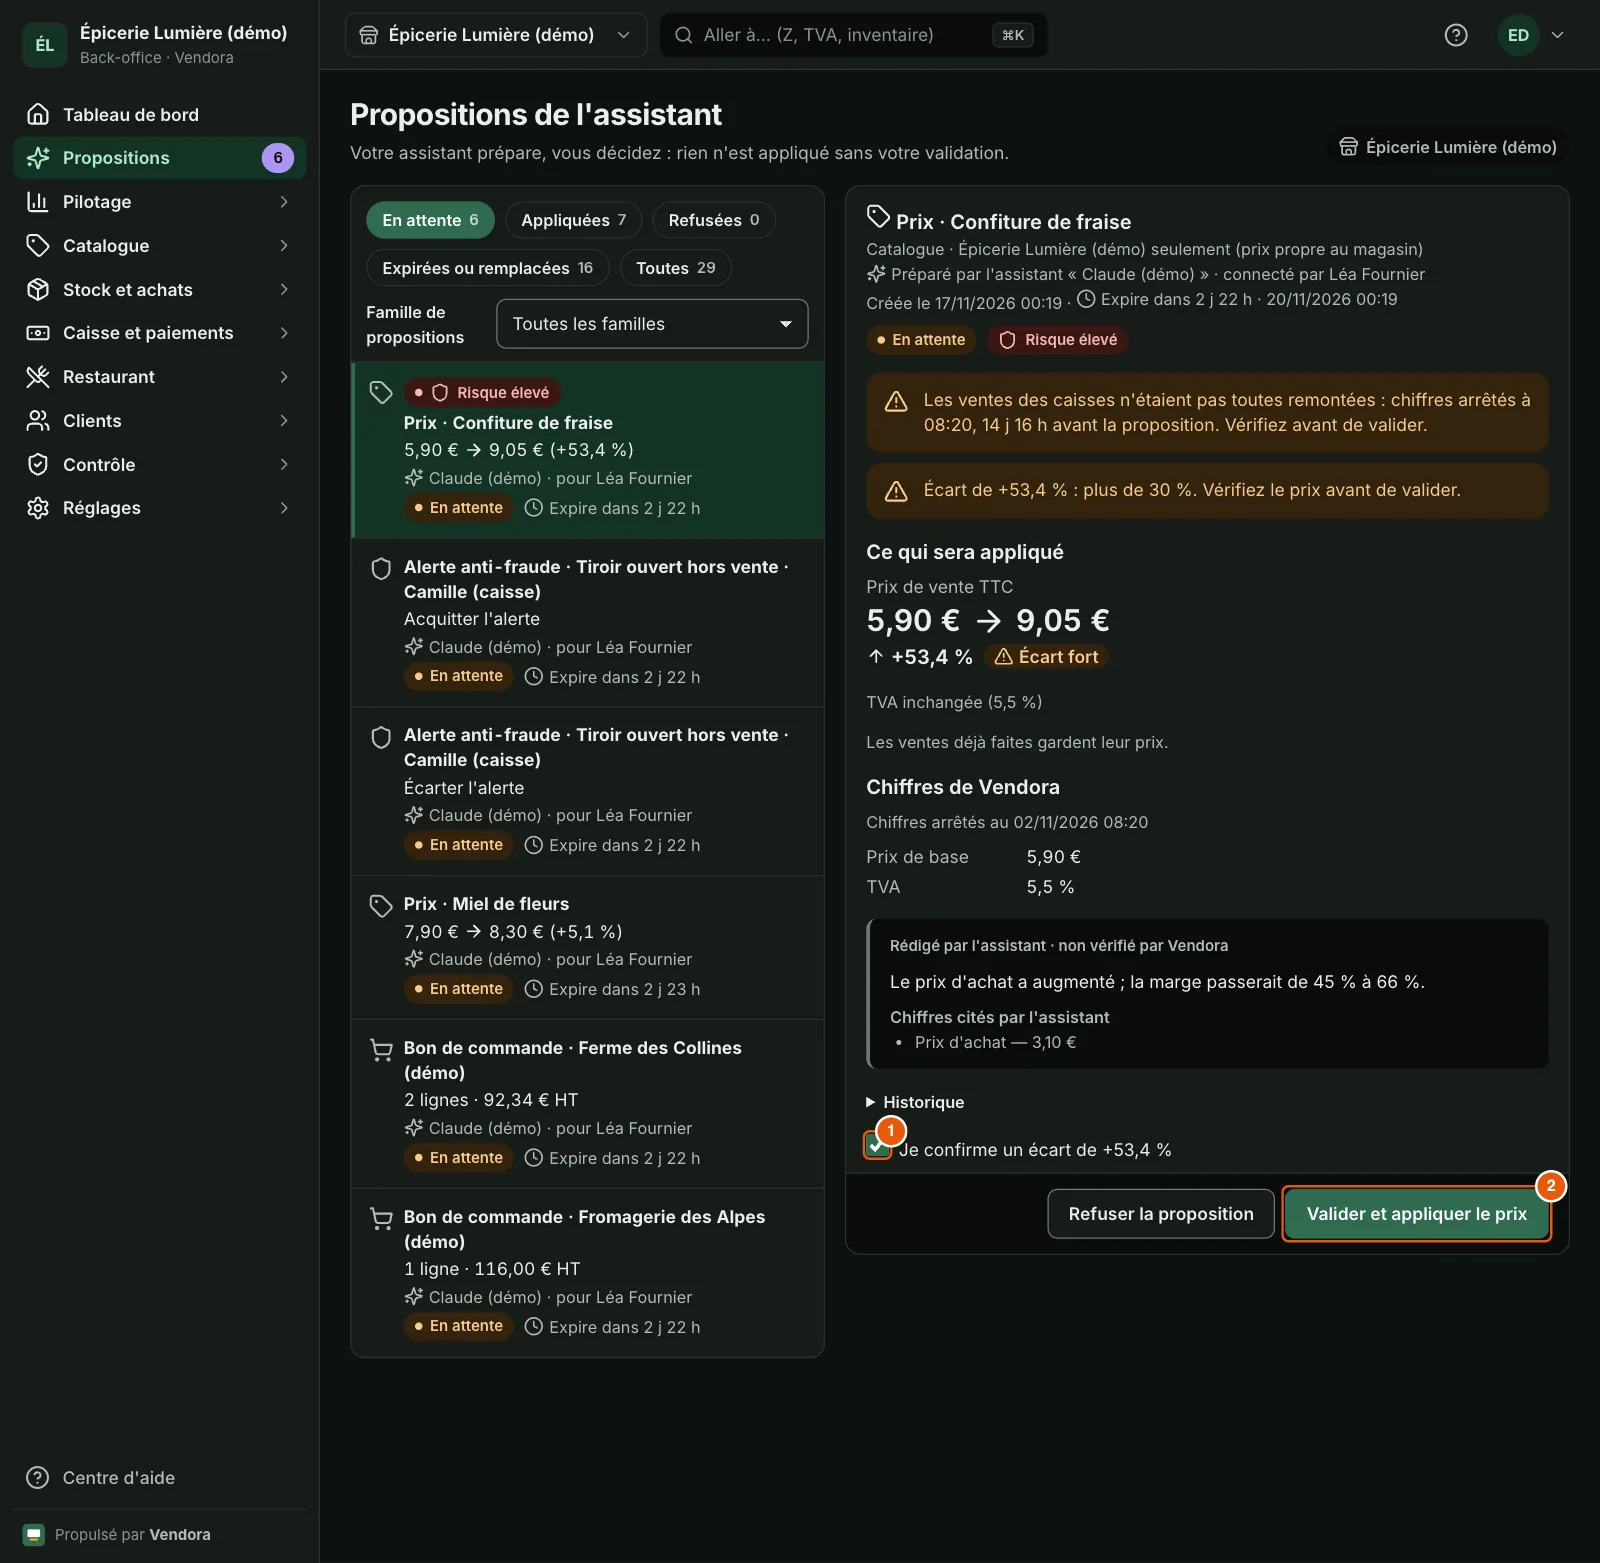 ÉL
Épicerie Lumière (démo)
Back-office · Vendora
Tableau de bord
Propositions 6
Pilotage
Catalogue
Stock et achats
Caisse et paiements
Restaurant
Clients
Contrôle
Réglages
Centre d'aide
Propulsé par Vendora
Épicerie Lumière (démo)
Aller à... (Z, TVA, inventaire) ⌘K
ED
Propositions de l'assistant
Votre assistant prépare, vous décidez : rien n'est appliqué sans votre validation.
Épicerie Lumière (démo)
En attente 6
Appliquées 7
Refusées 0
Expirées ou remplacées 16
Toutes 29
Famille de
propositions
Toutes les familles
Risque élevé
Prix · Confiture de fraise
5,90 € → 9,05 € (+53,4 %)
Claude (démo) · pour Léa Fournier
En attente Expire dans 2 j 22 h
Alerte anti-fraude · Tiroir ouvert hors vente ·
Camille (caisse)
Acquitter l'alerte
Claude (démo) · pour Léa Fournier
En attente Expire dans 2 j 22 h
Alerte anti-fraude · Tiroir ouvert hors vente ·
Camille (caisse)
Écarter l'alerte
Claude (démo) · pour Léa Fournier
En attente Expire dans 2 j 22 h
Prix · Miel de fleurs
7,90 € → 8,30 € (+5,1 %)
Claude (démo) · pour Léa Fournier
En attente Expire dans 2 j 23 h
Bon de commande · Ferme des Collines
(démo)
2 lignes · 92,34 € HT
Claude (démo) · pour Léa Fournier
En attente Expire dans 2 j 22 h
Bon de commande · Fromagerie des Alpes
(démo)
1 ligne · 116,00 € HT
Claude (démo) · pour Léa Fournier
En attente Expire dans 2 j 22 h
Prix · Confiture de fraise
Catalogue · Épicerie Lumière (démo) seulement (prix propre au magasin)
Préparé par l'assistant « Claude (démo) » · connecté par Léa Fournier
Créée le 17/11/2026 00:19 · Expire dans 2 j 22 h · 20/11/2026 00:19
En attente Risque élevé
Les ventes des caisses n'étaient pas toutes remontées : chiffres arrêtés à
08:20, 14 j 16 h avant la proposition. Vérifiez avant de valider.
Écart de +53,4 % : plus de 30 %. Vérifiez le prix avant de valider.
Ce qui sera appliqué
Prix de vente TTC
5,90 € → 9,05 €
↑ +53,4 % Écart fort
TVA inchangée (5,5 %)
Les ventes déjà faites gardent leur prix.
Chiffres de Vendora
Chiffres arrêtés au 02/11/2026 08:20
Prix de base 5,90 €
TVA 5,5 %
Rédigé par l'assistant · non vérifié par Vendora
Le prix d'achat a augmenté ; la marge passerait de 45 % à 66 %.
Chiffres cités par l'assistant
• Prix d'achat — 3,10 €
Historique
1
Je confirme un écart de +53,4 %
2
Refuser la proposition
Valider et appliquer le prix